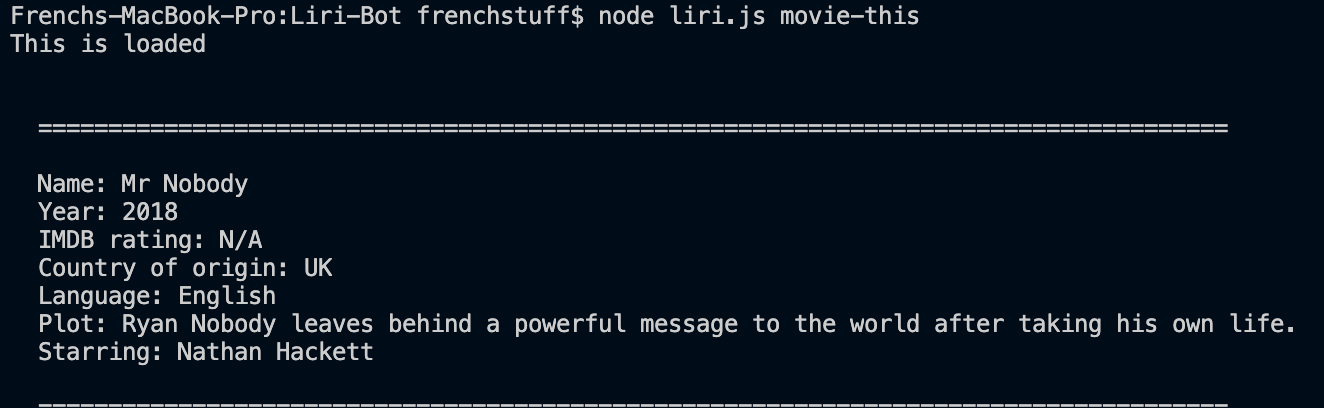 Frenchs-MacBook-Pro:Liri-Bot frenchstuff$ node liri.js movie-this
This is loaded
=====================================================================================
Name: Mr Nobody
Year: 2018
IMDB rating: N/A
Country of origin: UK
Language: English
Plot: Ryan Nobody leaves behind a powerful message to the world after taking his own life.
Starring: Nathan Hackett
=====================================================================================